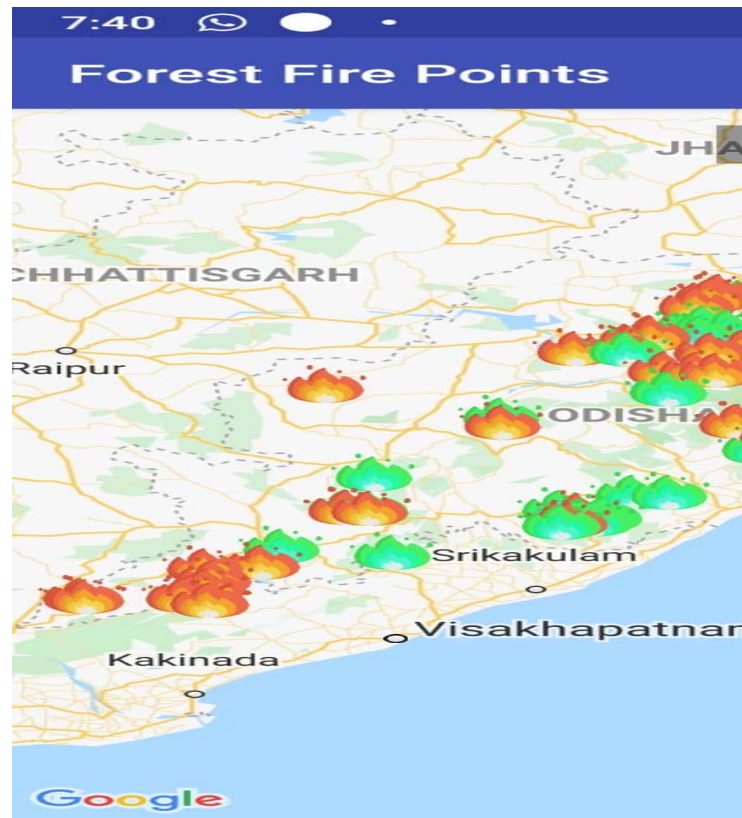 7:40
Forest Fire Points
JHA
CHHATTISGARH
Raipur
ODISHA
Srikakulam
Visakhapatnam
Kakinada
Google